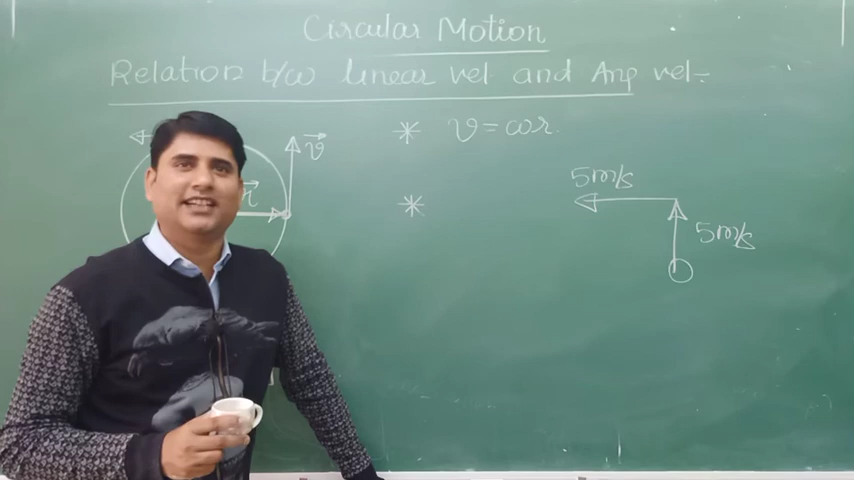 Circular Motion
Relation b/w linear vel and Ang vel:-
v
* v = ωr.
r
*
5m/s
5m/s